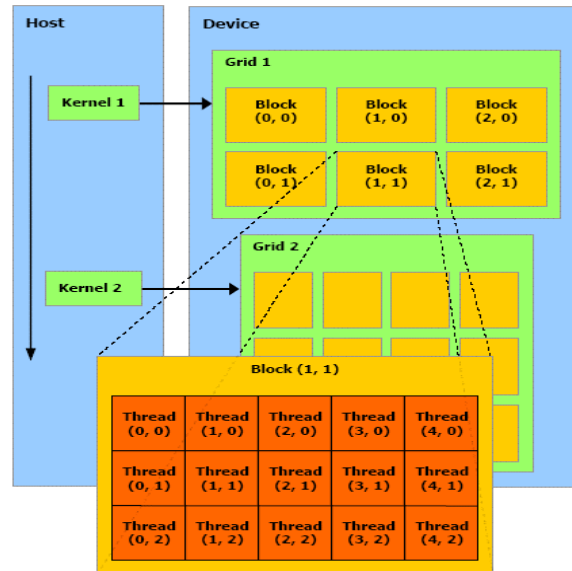 Host
Device
Grid 1
Kernel 1
Block
(0, 0)
Block
(1, 0)
Block
(2, 0)
Block
(0, 1)
Block
(1, 1)
Block
(2, 1)
Grid 2
Kernel 2
Block (1, 1)
Thread
(0, 0)
Thread
(1, 0)
Thread
(2, 0)
Thread
(3, 0)
Thread
(4, 0)
Thread
(0, 1)
Thread
(1, 1)
Thread
(2, 1)
Thread
(3, 1)
Thread
(4, 1)
Thread
(0, 2)
Thread
(1, 2)
Thread
(2, 2)
Thread
(3, 2)
Thread
(4, 2)